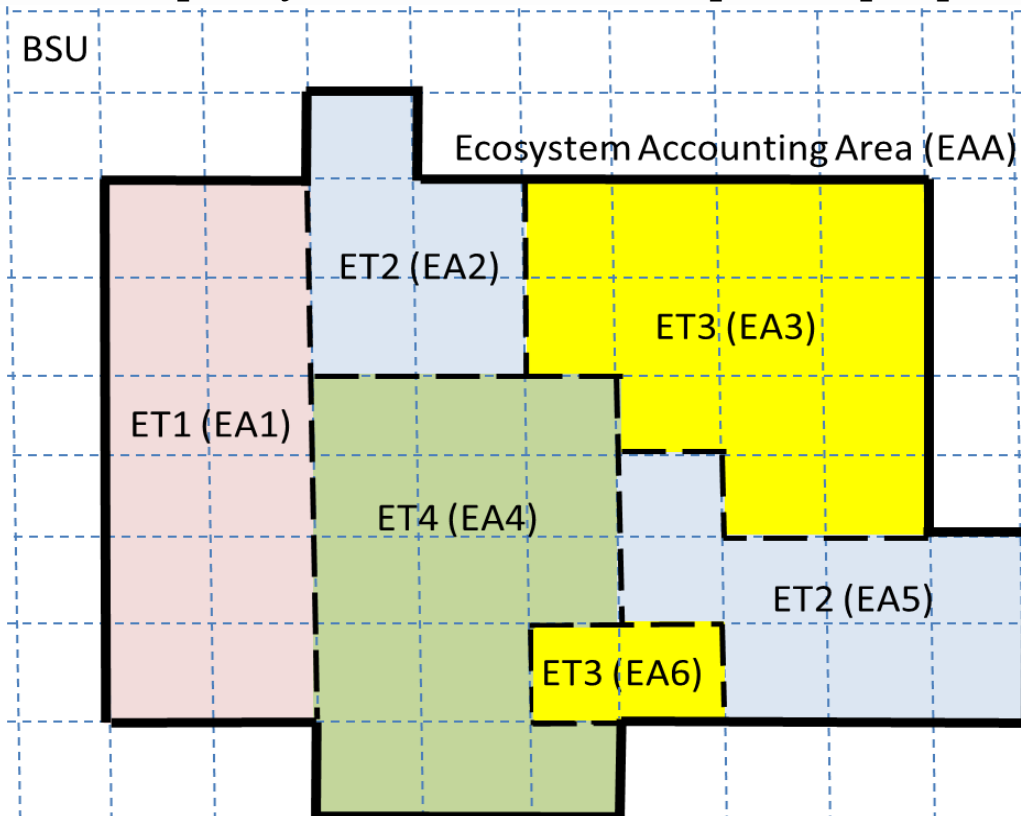 BSU
Ecosystem Accounting Area (EAA)
ET2 (EA2)
ET3 (EA3)
ET1 (EA1)
ET4 (EA4)
ET2 (EA5)
ET3 (EA6)